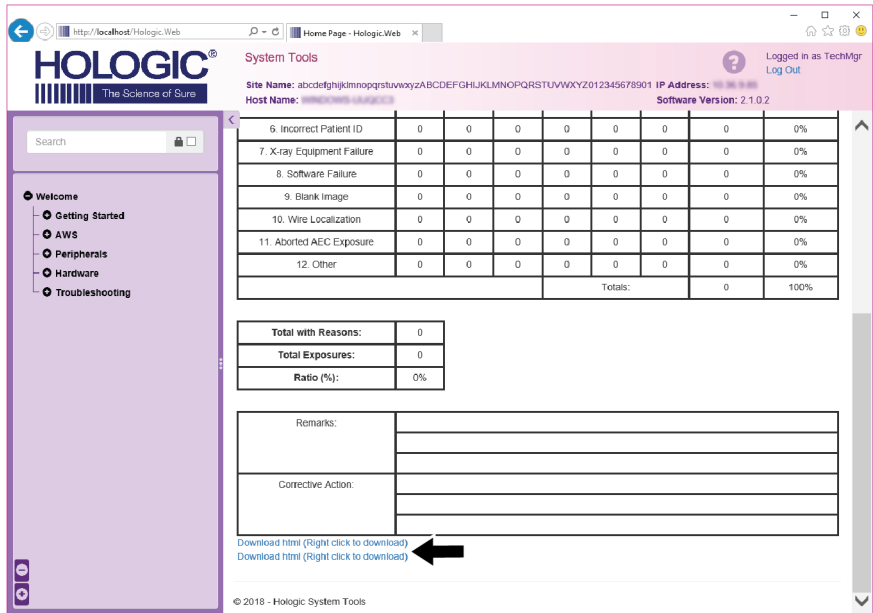 http://localhost/Hologic.Web
Home Page - Hologic.Web
HOLOGIC®
The Science of Sure
System Tools
Logged in as TechMgr
Log Out
Site Name: abcdefghijklmnopqrstuvwxyzABCDEFGHIJKLMNOPQRSTUVWXYZ012345678901 IP Address:
Host Name:
Software Version: 2.1.0.2
Search
Welcome
Getting Started
AWS
Peripherals
Hardware
Troubleshooting
6. Incorrect Patient ID 0 0 0 0 0 0 0 0%
7. X-ray Equipment Failure 0 0 0 0 0 0 0 0%
8. Software Failure 0 0 0 0 0 0 0 0%
9. Blank Image 0 0 0 0 0 0 0 0%
10. Wire Localization 0 0 0 0 0 0 0 0%
11. Aborted AEC Exposure 0 0 0 0 0 0 0 0%
12. Other 0 0 0 0 0 0 0 0%
Totals: 0 100%
Total with Reasons: 0
Total Exposures: 0
Ratio (%): 0%
Remarks:
Corrective Action:
Download html (Right click to download)
Download html (Right click to download)
© 2018 - Hologic System Tools